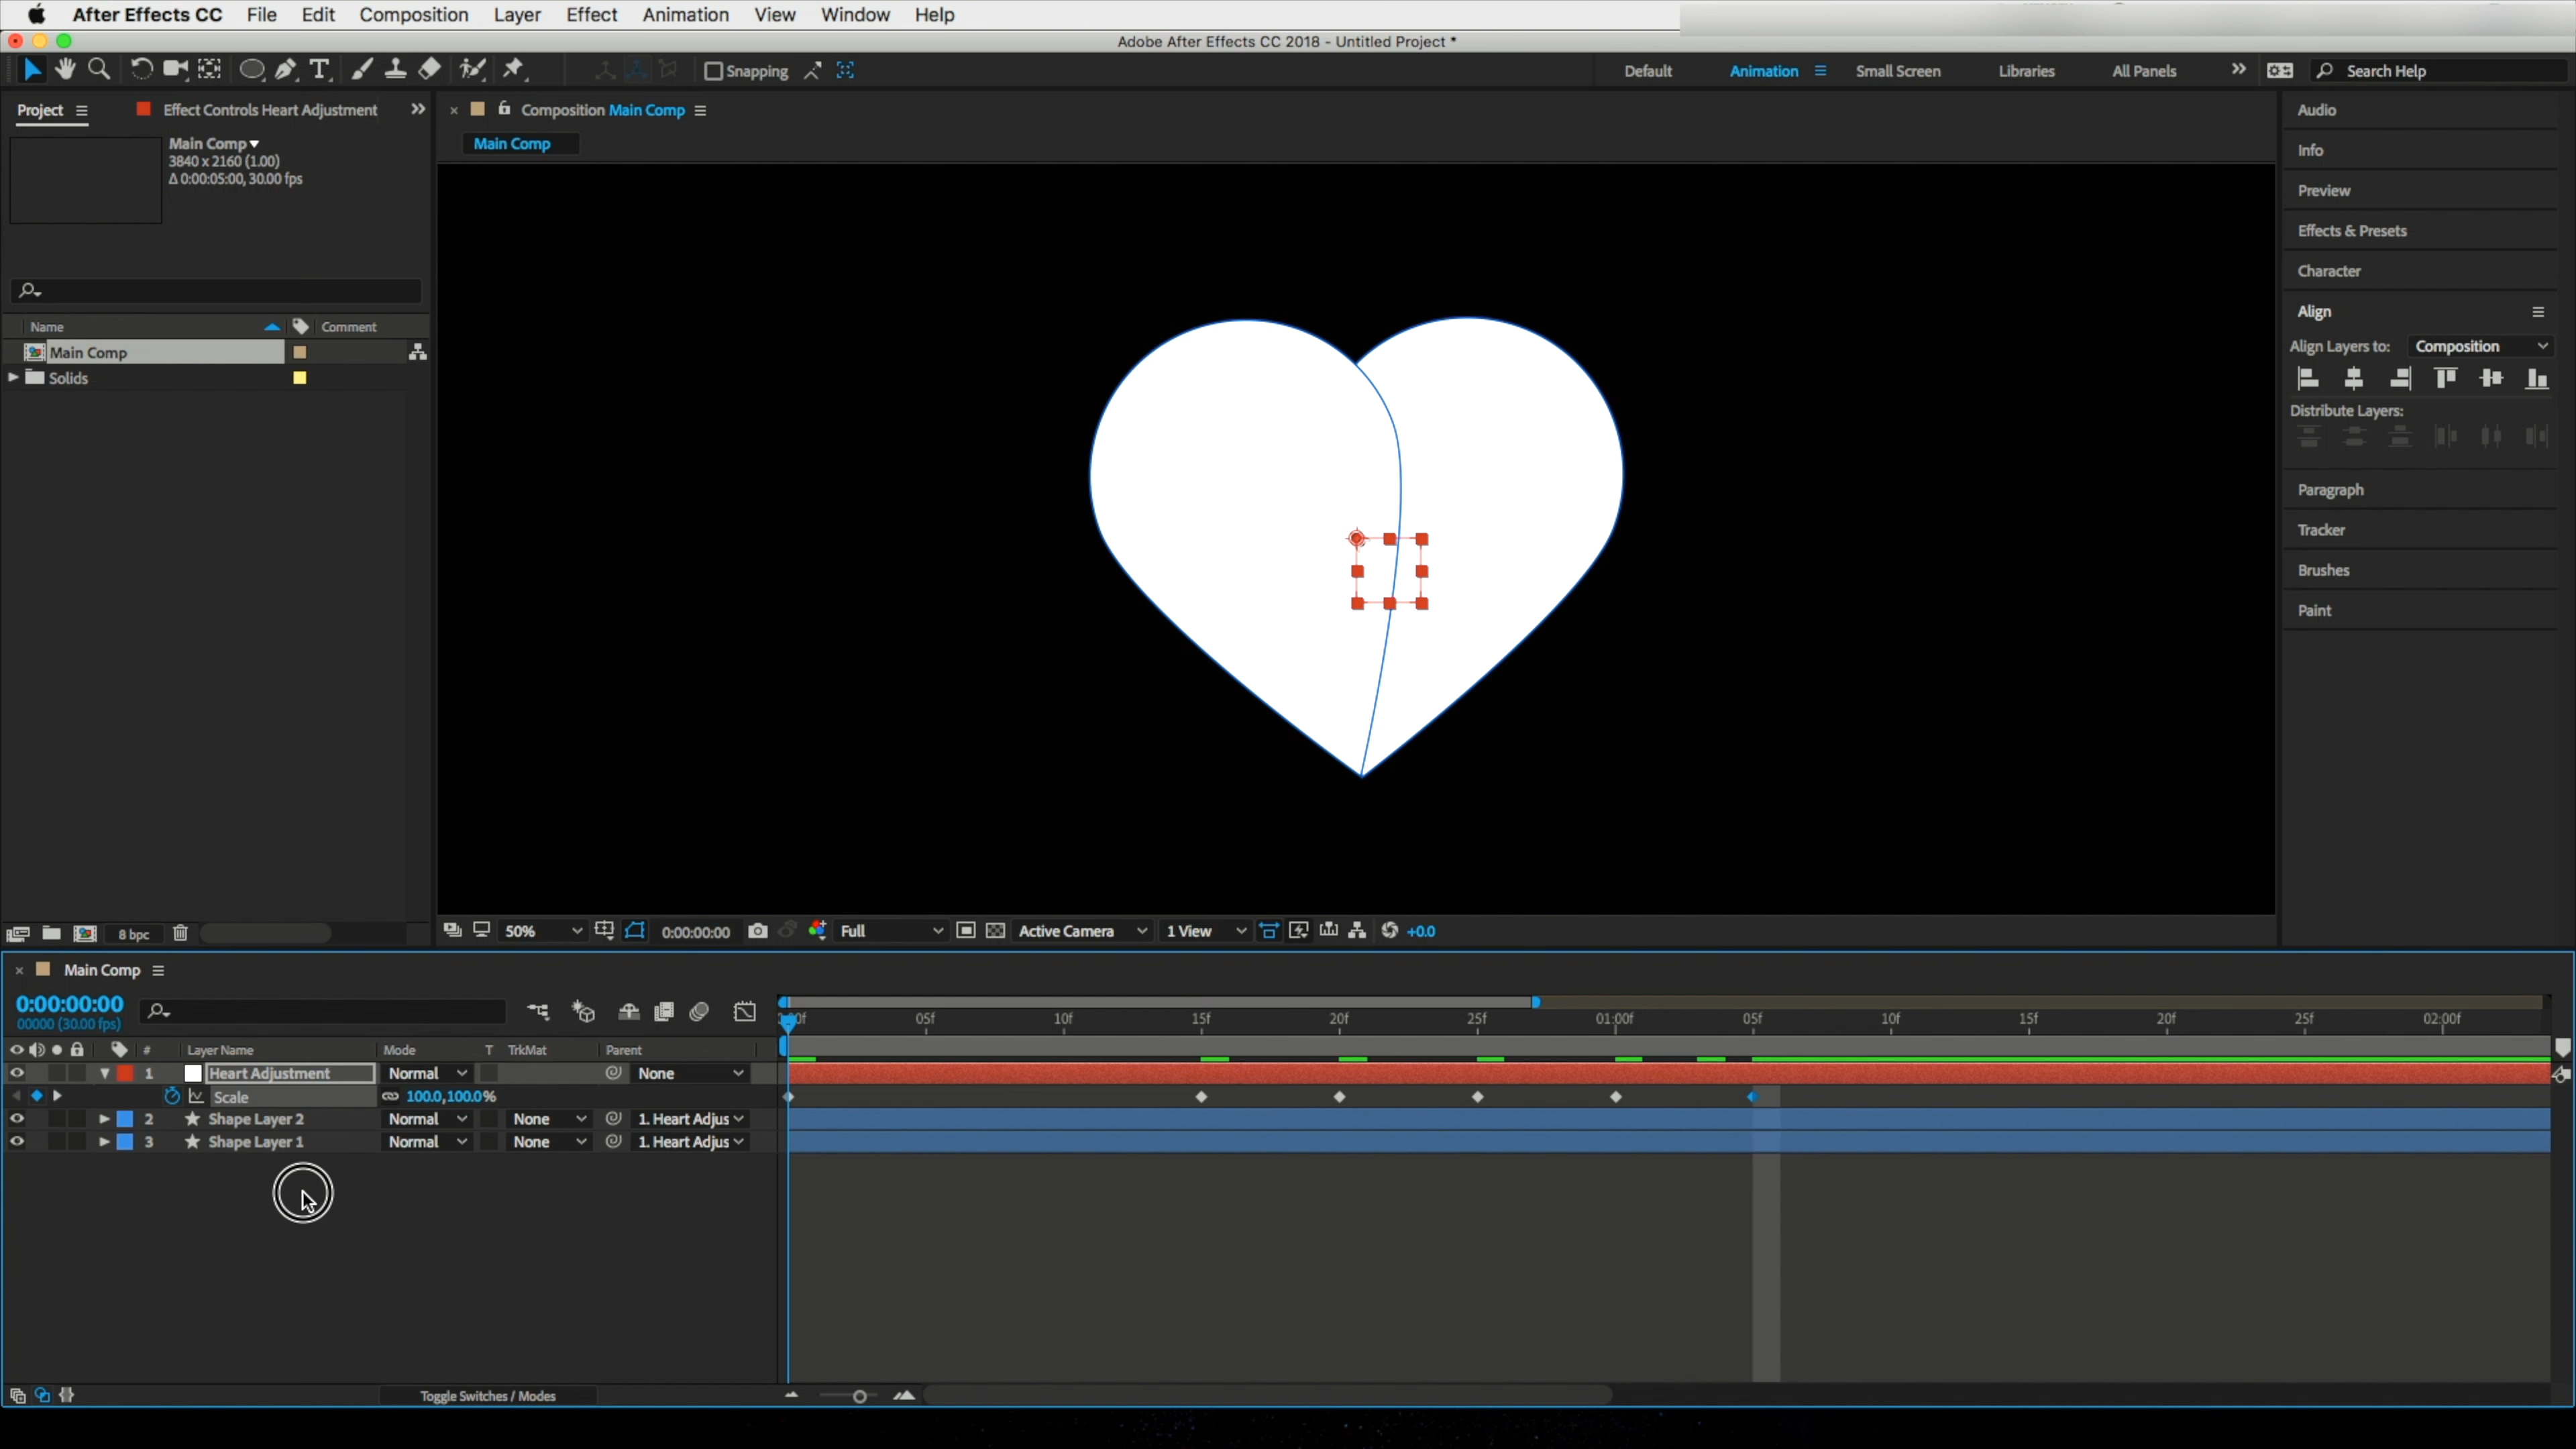 After Effects CC File Edit Composition Layer Effect Animation View Window Help
Adobe After Effects CC 2018 - Untitled Project *
Snapping Default Animation Small Screen Libraries All Panels Search Help
Project Effect Controls Heart Adjustment
Composition Main Comp
Main Comp
Main Comp
3840 x 2160 (1.00)
Δ 0:00:05:00, 30.00 fps
Name Comment
Main Comp
Solids
8 bpc
Audio
Info
Preview
Effects & Presets
Character
Align
Align Layers to: Composition
Distribute Layers:
Paragraph
Tracker
Brushes
Paint
50% 0:00:00:00 Full Active Camera 1 View +0.0
Main Comp
0:00:00:00
00000 (30.00 fps)
05f 10f 15f 20f 25f 01:00f 05f 10f 15f 20f 25f 02:00f
# Layer Name Mode T TrkMat Parent
1 Heart Adjustment Normal None
Scale 100.0,100.0%
2 Shape Layer 2 Normal None 1. Heart Adjus
3 Shape Layer 1 Normal None 1. Heart Adjus
Toggle Switches / Modes